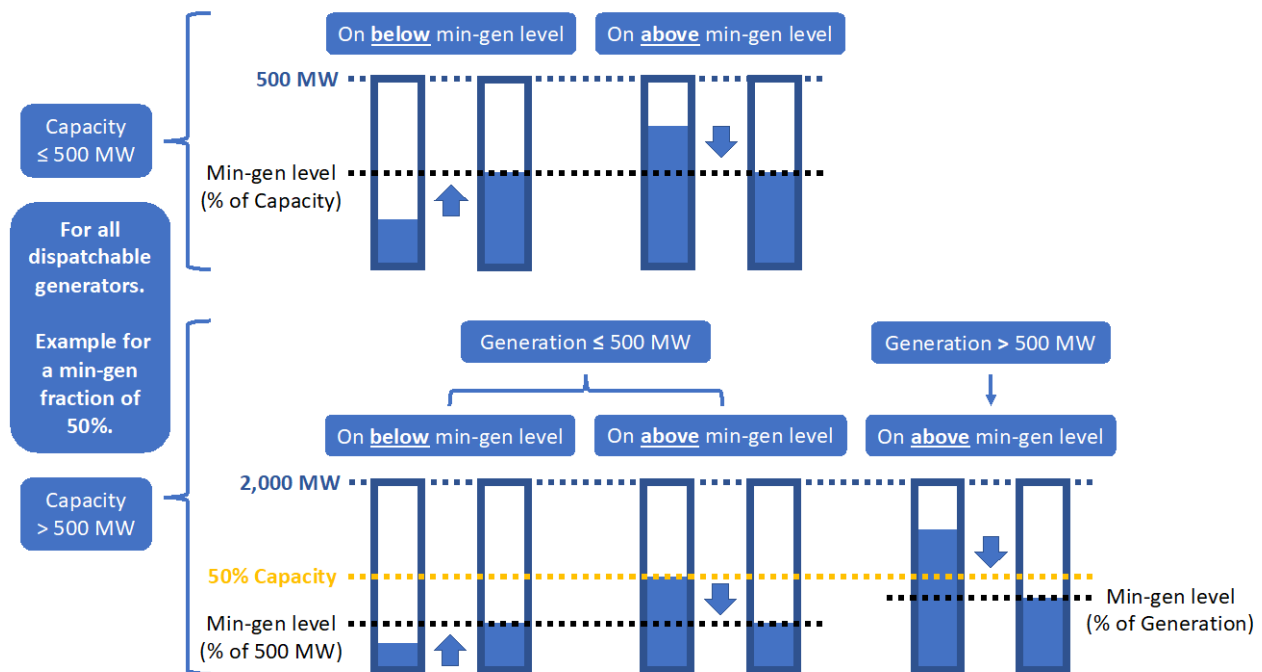 On below min-gen level
On above min-gen level
500 MW
Capacity
≤ 500 MW
Min-gen level
(% of Capacity)
For all
dispatchable
generators.
Example for
a min-gen
fraction of
50%.
Generation ≤ 500 MW
Generation > 500 MW
On below min-gen level
On above min-gen level
On above min-gen level
2,000 MW
Capacity
> 500 MW
50% Capacity
Min-gen level
(% of 500 MW)
Min-gen level
(% of Generation)